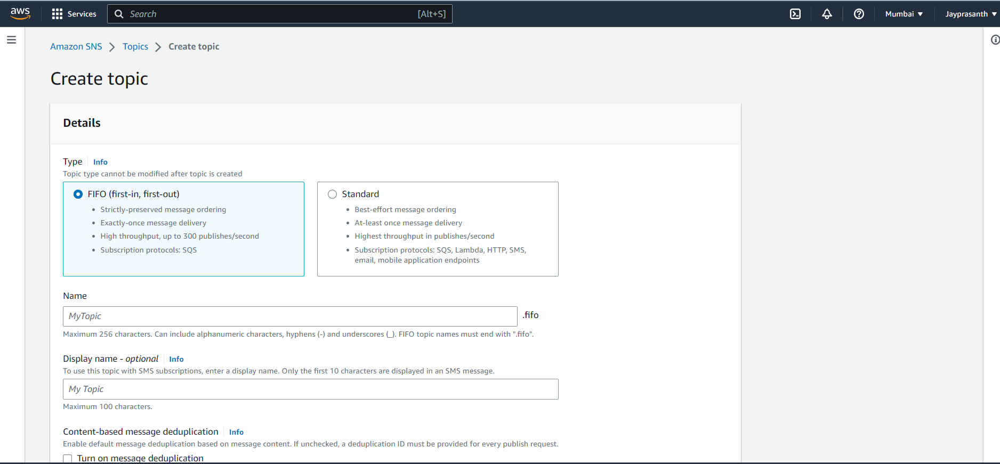 aws Services Search [Alt+S] Mumbai Jayprasanth
Amazon SNS Topics Create topic
Create topic
Details
Type Info
Topic type cannot be modified after topic is created
FIFO (first-in, first-out)
• Strictly-preserved message ordering
• Exactly-once message delivery
• High throughput, up to 300 publishes/second
• Subscription protocols: SQS
Standard
• Best-effort message ordering
• At-least once message delivery
• Highest throughput in publishes/second
• Subscription protocols: SQS, Lambda, HTTP, SMS,
email, mobile application endpoints
Name
MyTopic .fifo
Maximum 256 characters. Can include alphanumeric characters, hyphens (-) and underscores (_). FIFO topic names must end with ".fifo".
Display name - optional Info
To use this topic with SMS subscriptions, enter a display name. Only the first 10 characters are displayed in an SMS message.
My Topic
Maximum 100 characters.
Content-based message deduplication Info
Enable default message deduplication based on message content. If unchecked, a deduplication ID must be provided for every publish request.
Turn on message deduplication